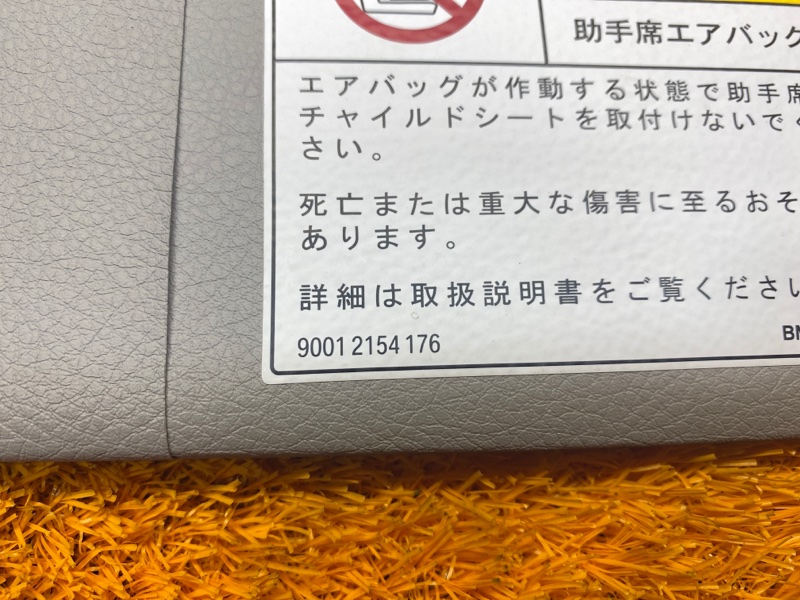 助手席エアバッグ
エアバッグが作動する状態で助手席
チャイルドシートを取付けないでく
さい。
死亡または重大な傷害に至るおそ
あります。
詳細は取扱説明書をご覧ください
9001 2154 176